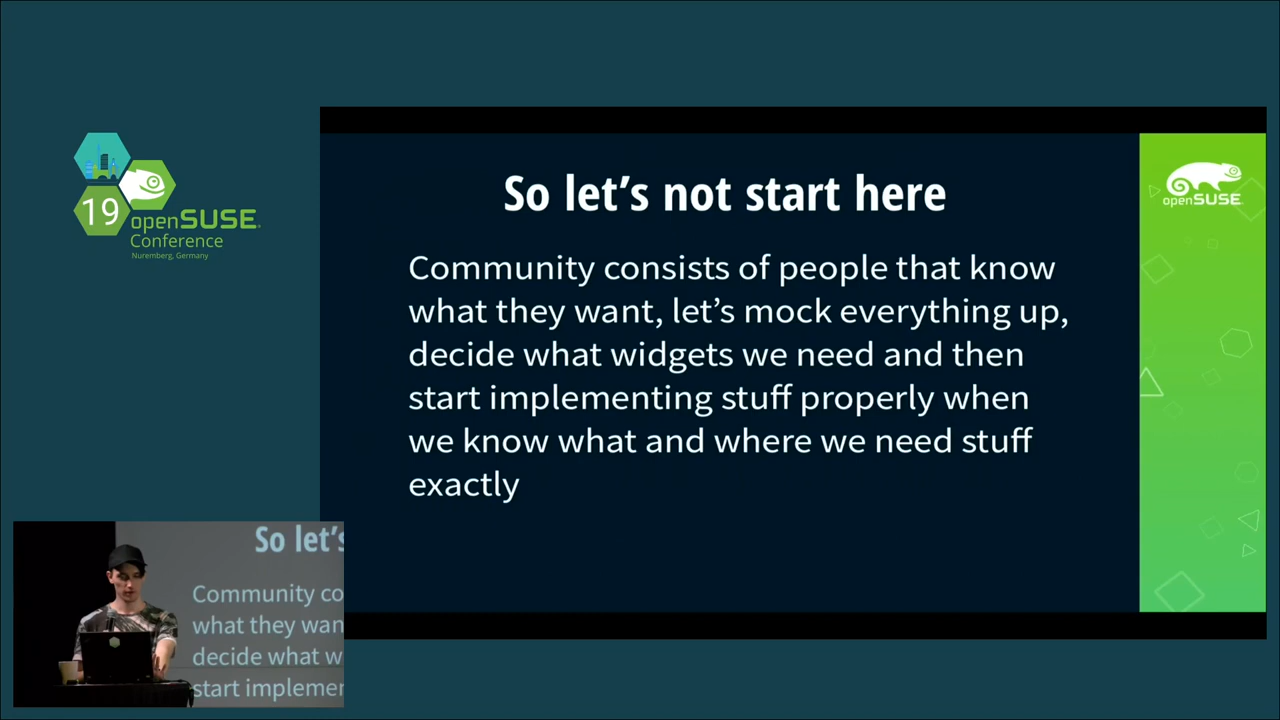 19
openSUSE
Conference
Nuremberg, Germany
So let's not start here
Community consists of people that know
what they want, let's mock everything up,
decide what widgets we need and then
start implementing stuff properly when
we know what and where we need stuff
exactly
openSUSE
So let's
Community co
what they wan
decide what w
start implemen